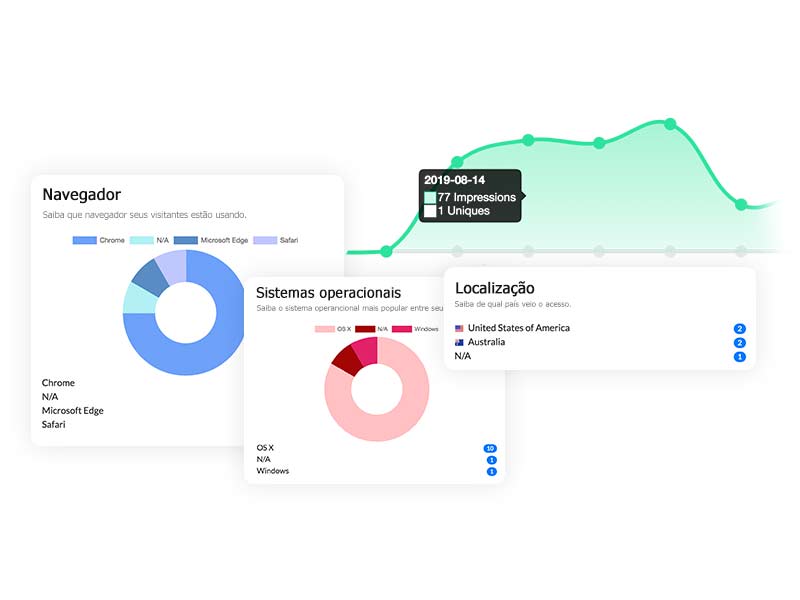 2019-08-14
77 Impressions
1 Uniques
Navegador
Saiba que navegador seus visitantes estão usando.
Chrome N/A Microsoft Edge Safari
Chrome
N/A
Microsoft Edge
Safari
Sistemas operacionais
Saiba o sistema operancional mais popular entre seu
OS X N/A Windows
OS X 10
N/A 1
Windows 1
Localização
Saiba de qual país veio o acesso.
United States of America 2
Australia 2
N/A 1